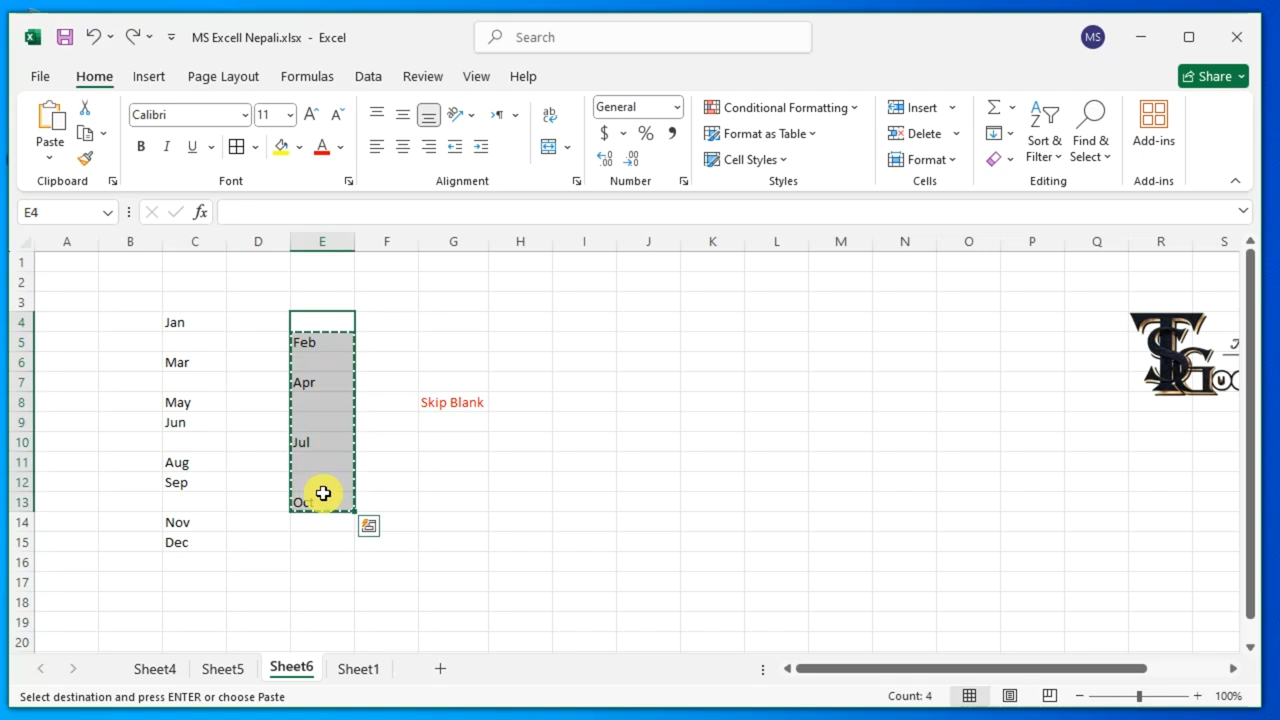 MS Excell Nepali.xlsx - Excel
Search
MS
File Home Insert Page Layout Formulas Data Review View Help
Share
Paste
Calibri 11
B I U
General
Conditional Formatting
Format as Table
Cell Styles
Insert
Delete
Format
Sort & Filter
Find & Select
Add-ins
Clipboard Font Alignment Number Styles Cells Editing Add-ins
E4 fx
A B C D E F G H I J K L M N O P Q R S
1
2
3
4 Jan
5 Feb
6 Mar
7 Apr
8 May Skip Blank
9 Jun
10 Jul
11 Aug
12 Sep
13 Oct
14 Nov
15 Dec
16
17
18
19
20
Sheet4 Sheet5 Sheet6 Sheet1
Select destination and press ENTER or choose Paste
Count: 4
100%